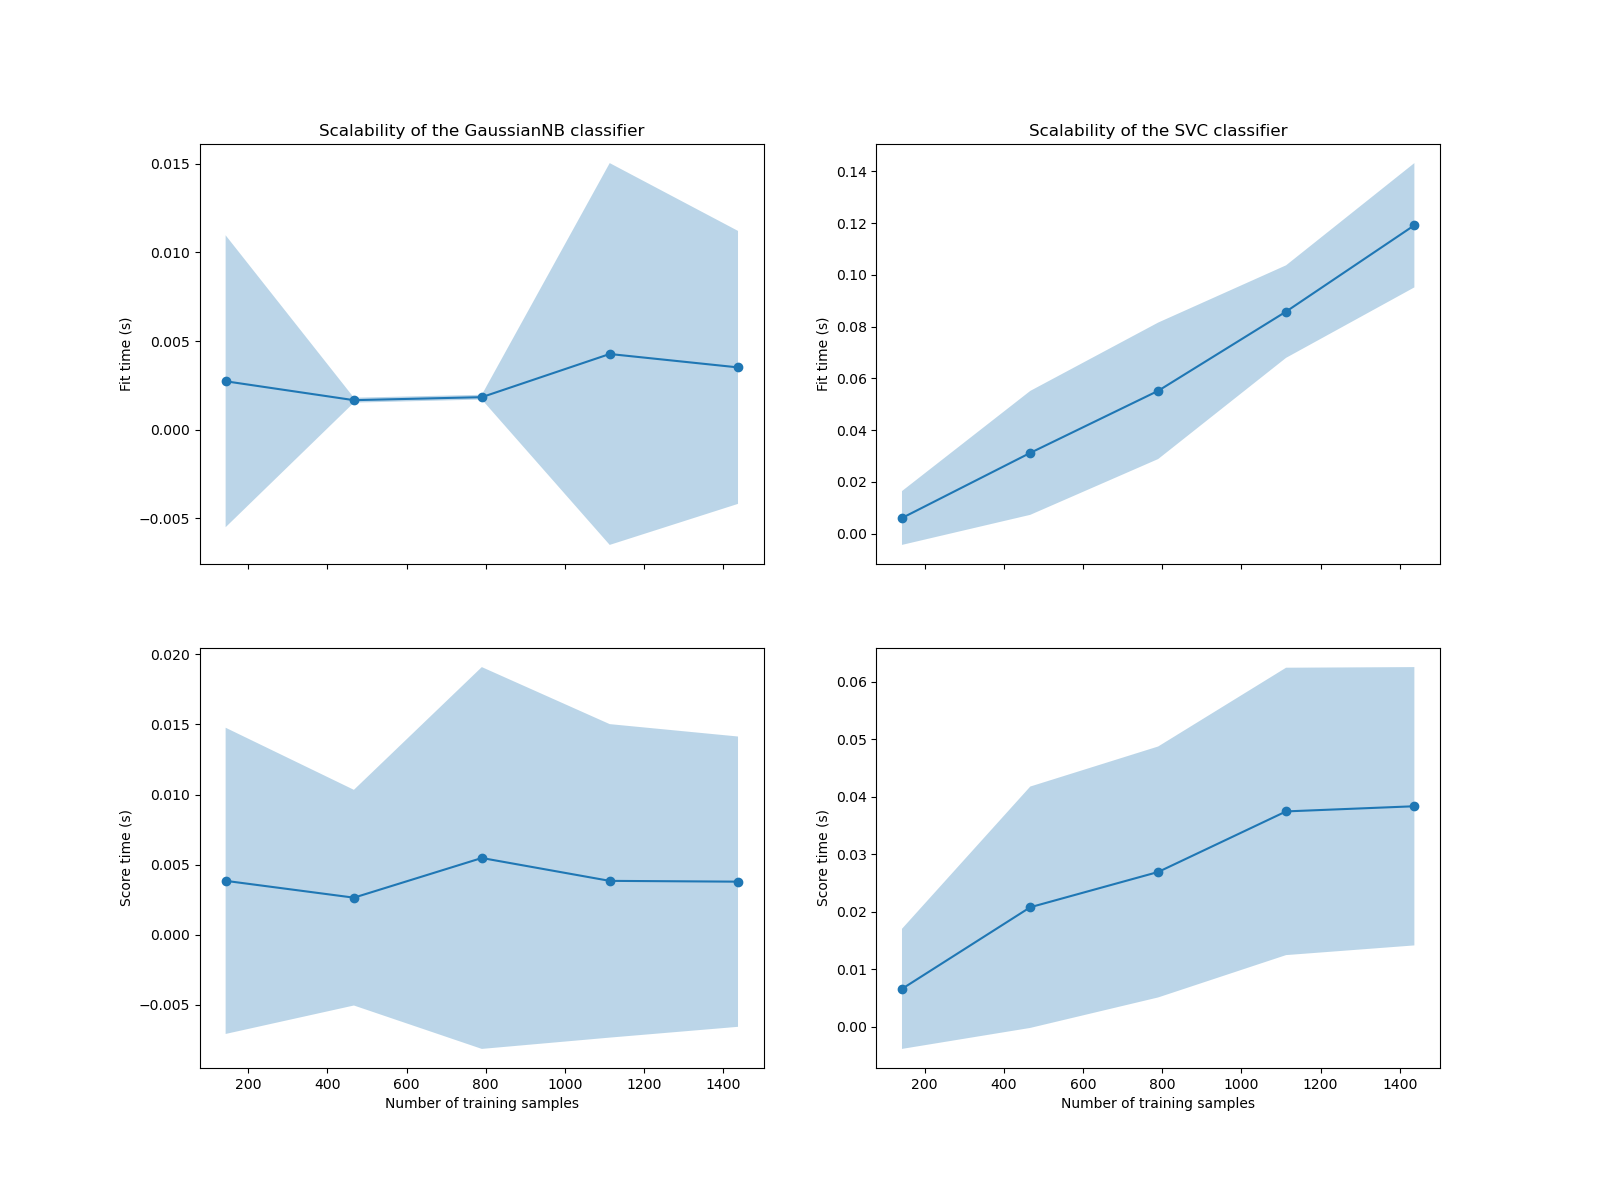 Scalability of the GaussianNB classifier
0.015
0.010
0.005
0.000
−0.005
Fit time (s)
Scalability of the SVC classifier
0.14
0.12
0.10
0.08
0.06
0.04
0.02
0.00
Fit time (s)
0.020
0.015
0.010
0.005
0.000
−0.005
Score time (s)
200 400 600 800 1000 1200 1400
Number of training samples
0.06
0.05
0.04
0.03
0.02
0.01
0.00
Score time (s)
200 400 600 800 1000 1200 1400
Number of training samples